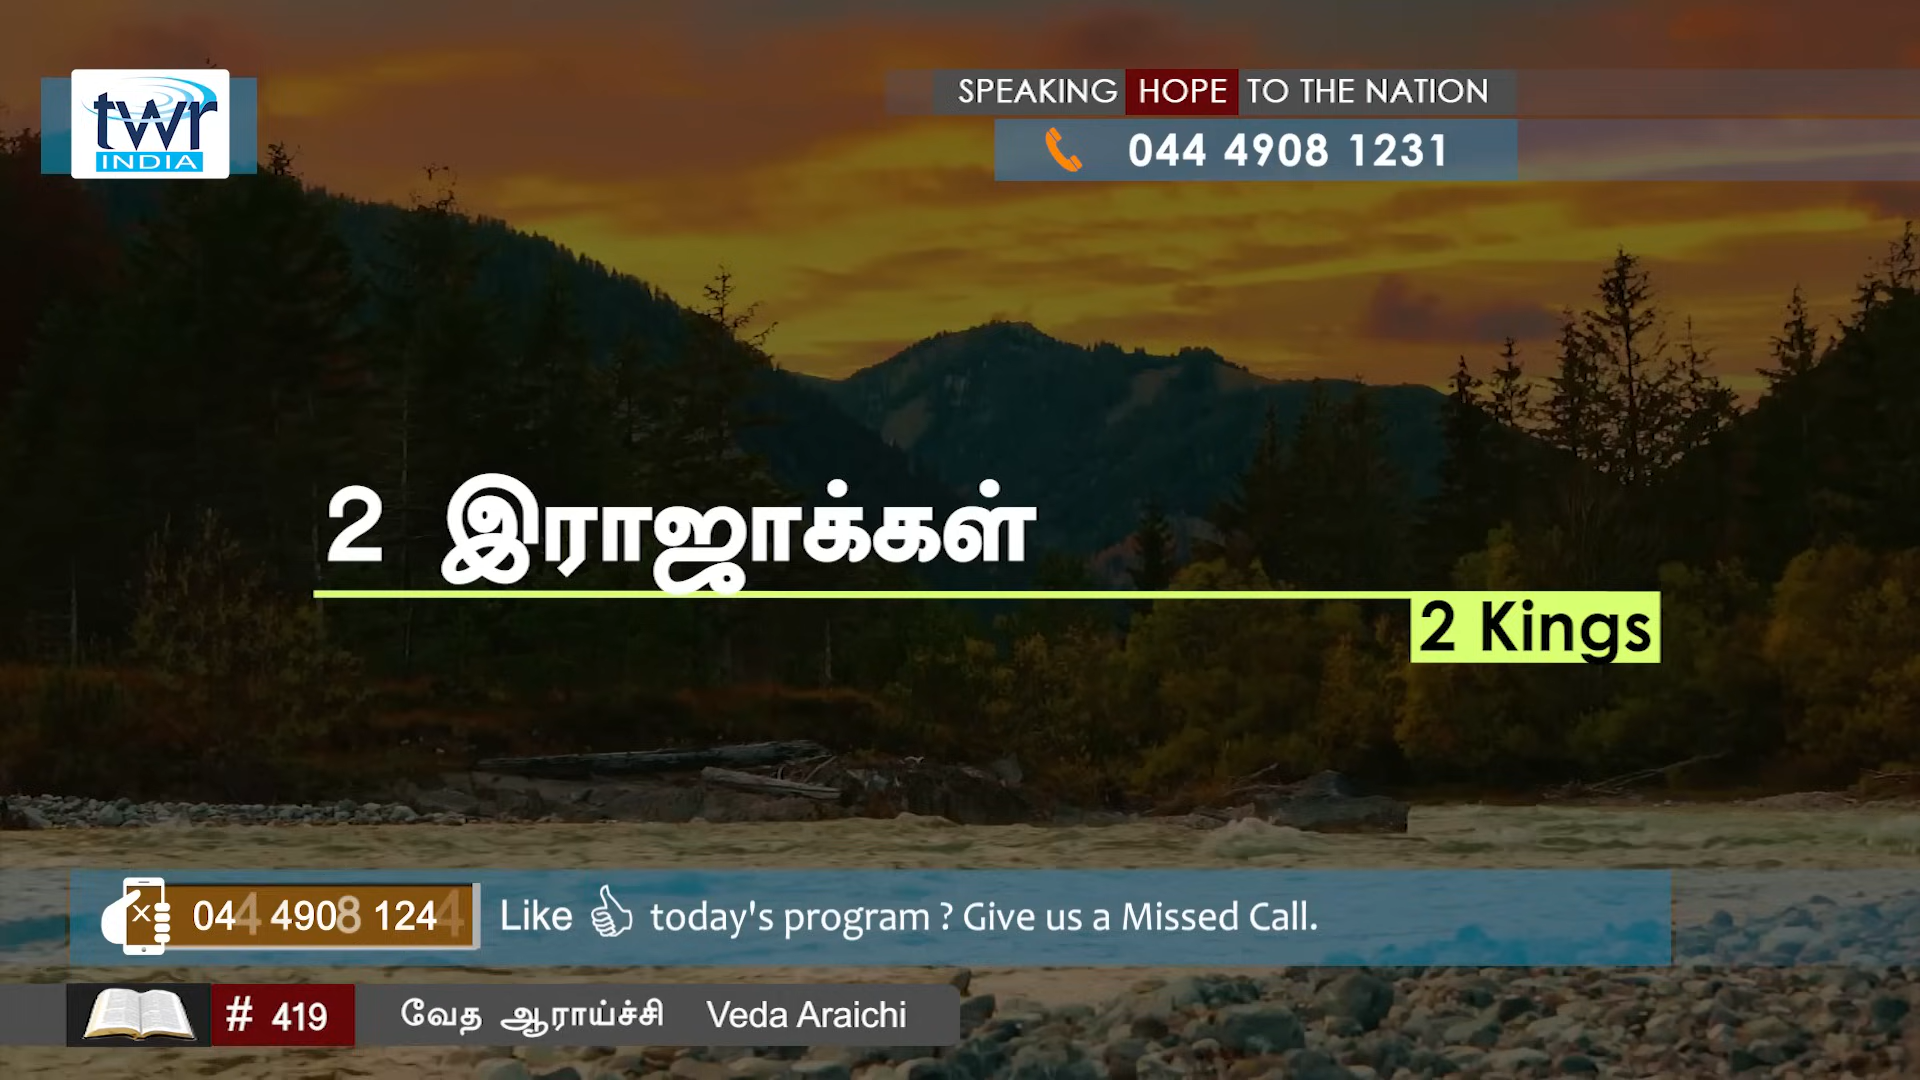 twr
INDIA
SPEAKING HOPE TO THE NATION
044 4908 1231
2 இராஜாக்கள்
2 Kings
044 4908 1244 Like today's program ? Give us a Missed Call.
# 419 வேத ஆராய்ச்சி Veda Araichi